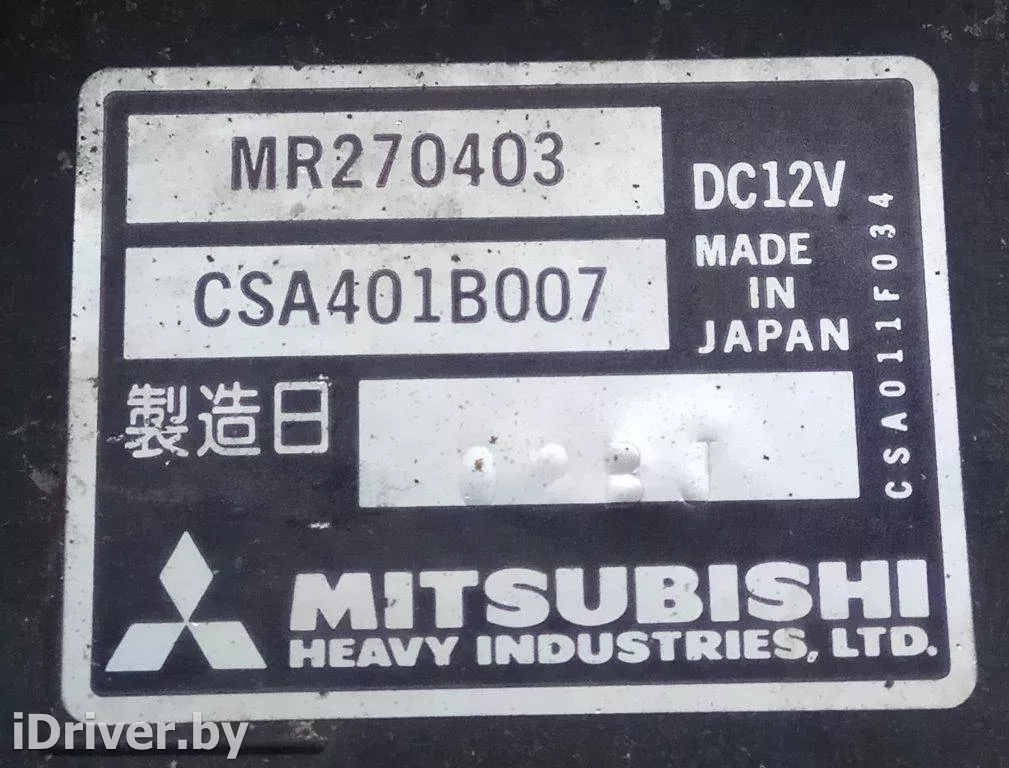 MR270403
CSA401B007
DC12V
MADE
IN
JAPAN
CSA011F034
製造日
MITSUBISHI
HEAVY INDUSTRIES, LTD.
iDriver.by